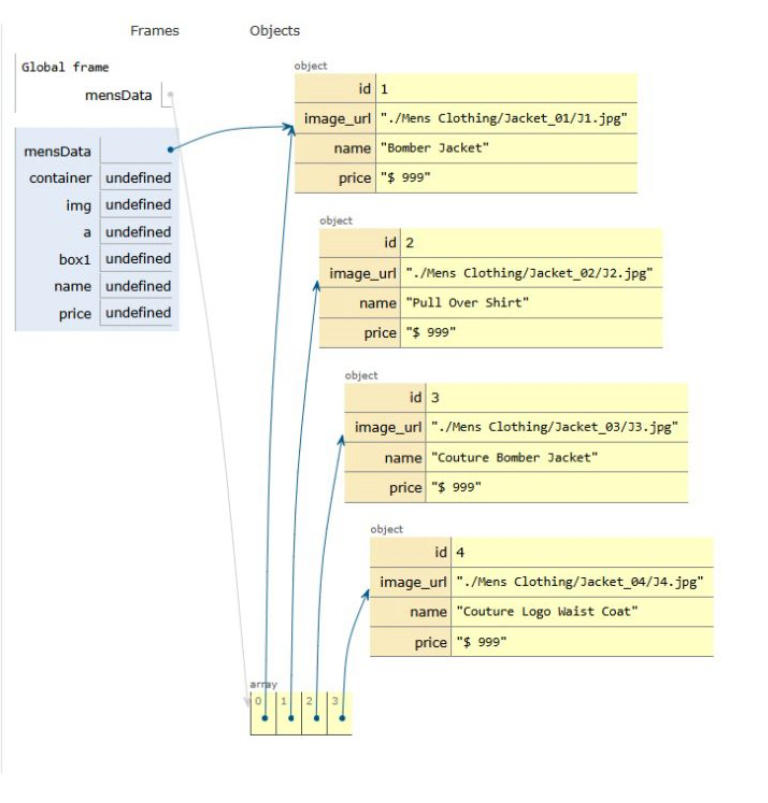 Frames Objects
Global frame
mensData
mensData
container undefined
img undefined
a undefined
box1 undefined
name undefined
price undefined
object
id 1
image_url "./Mens Clothing/Jacket_01/J1.jpg"
name "Bomber Jacket"
price "$ 999"
object
id 2
image_url "./Mens Clothing/Jacket_02/J2.jpg"
name "Pull Over Shirt"
price "$ 999"
object
id 3
image_url "./Mens Clothing/Jacket_03/J3.jpg"
name "Couture Bomber Jacket"
price "$ 999"
object
id 4
image_url "./Mens Clothing/Jacket_04/J4.jpg"
name "Couture Logo Waist Coat"
price "$ 999"
array
0 1 2 3